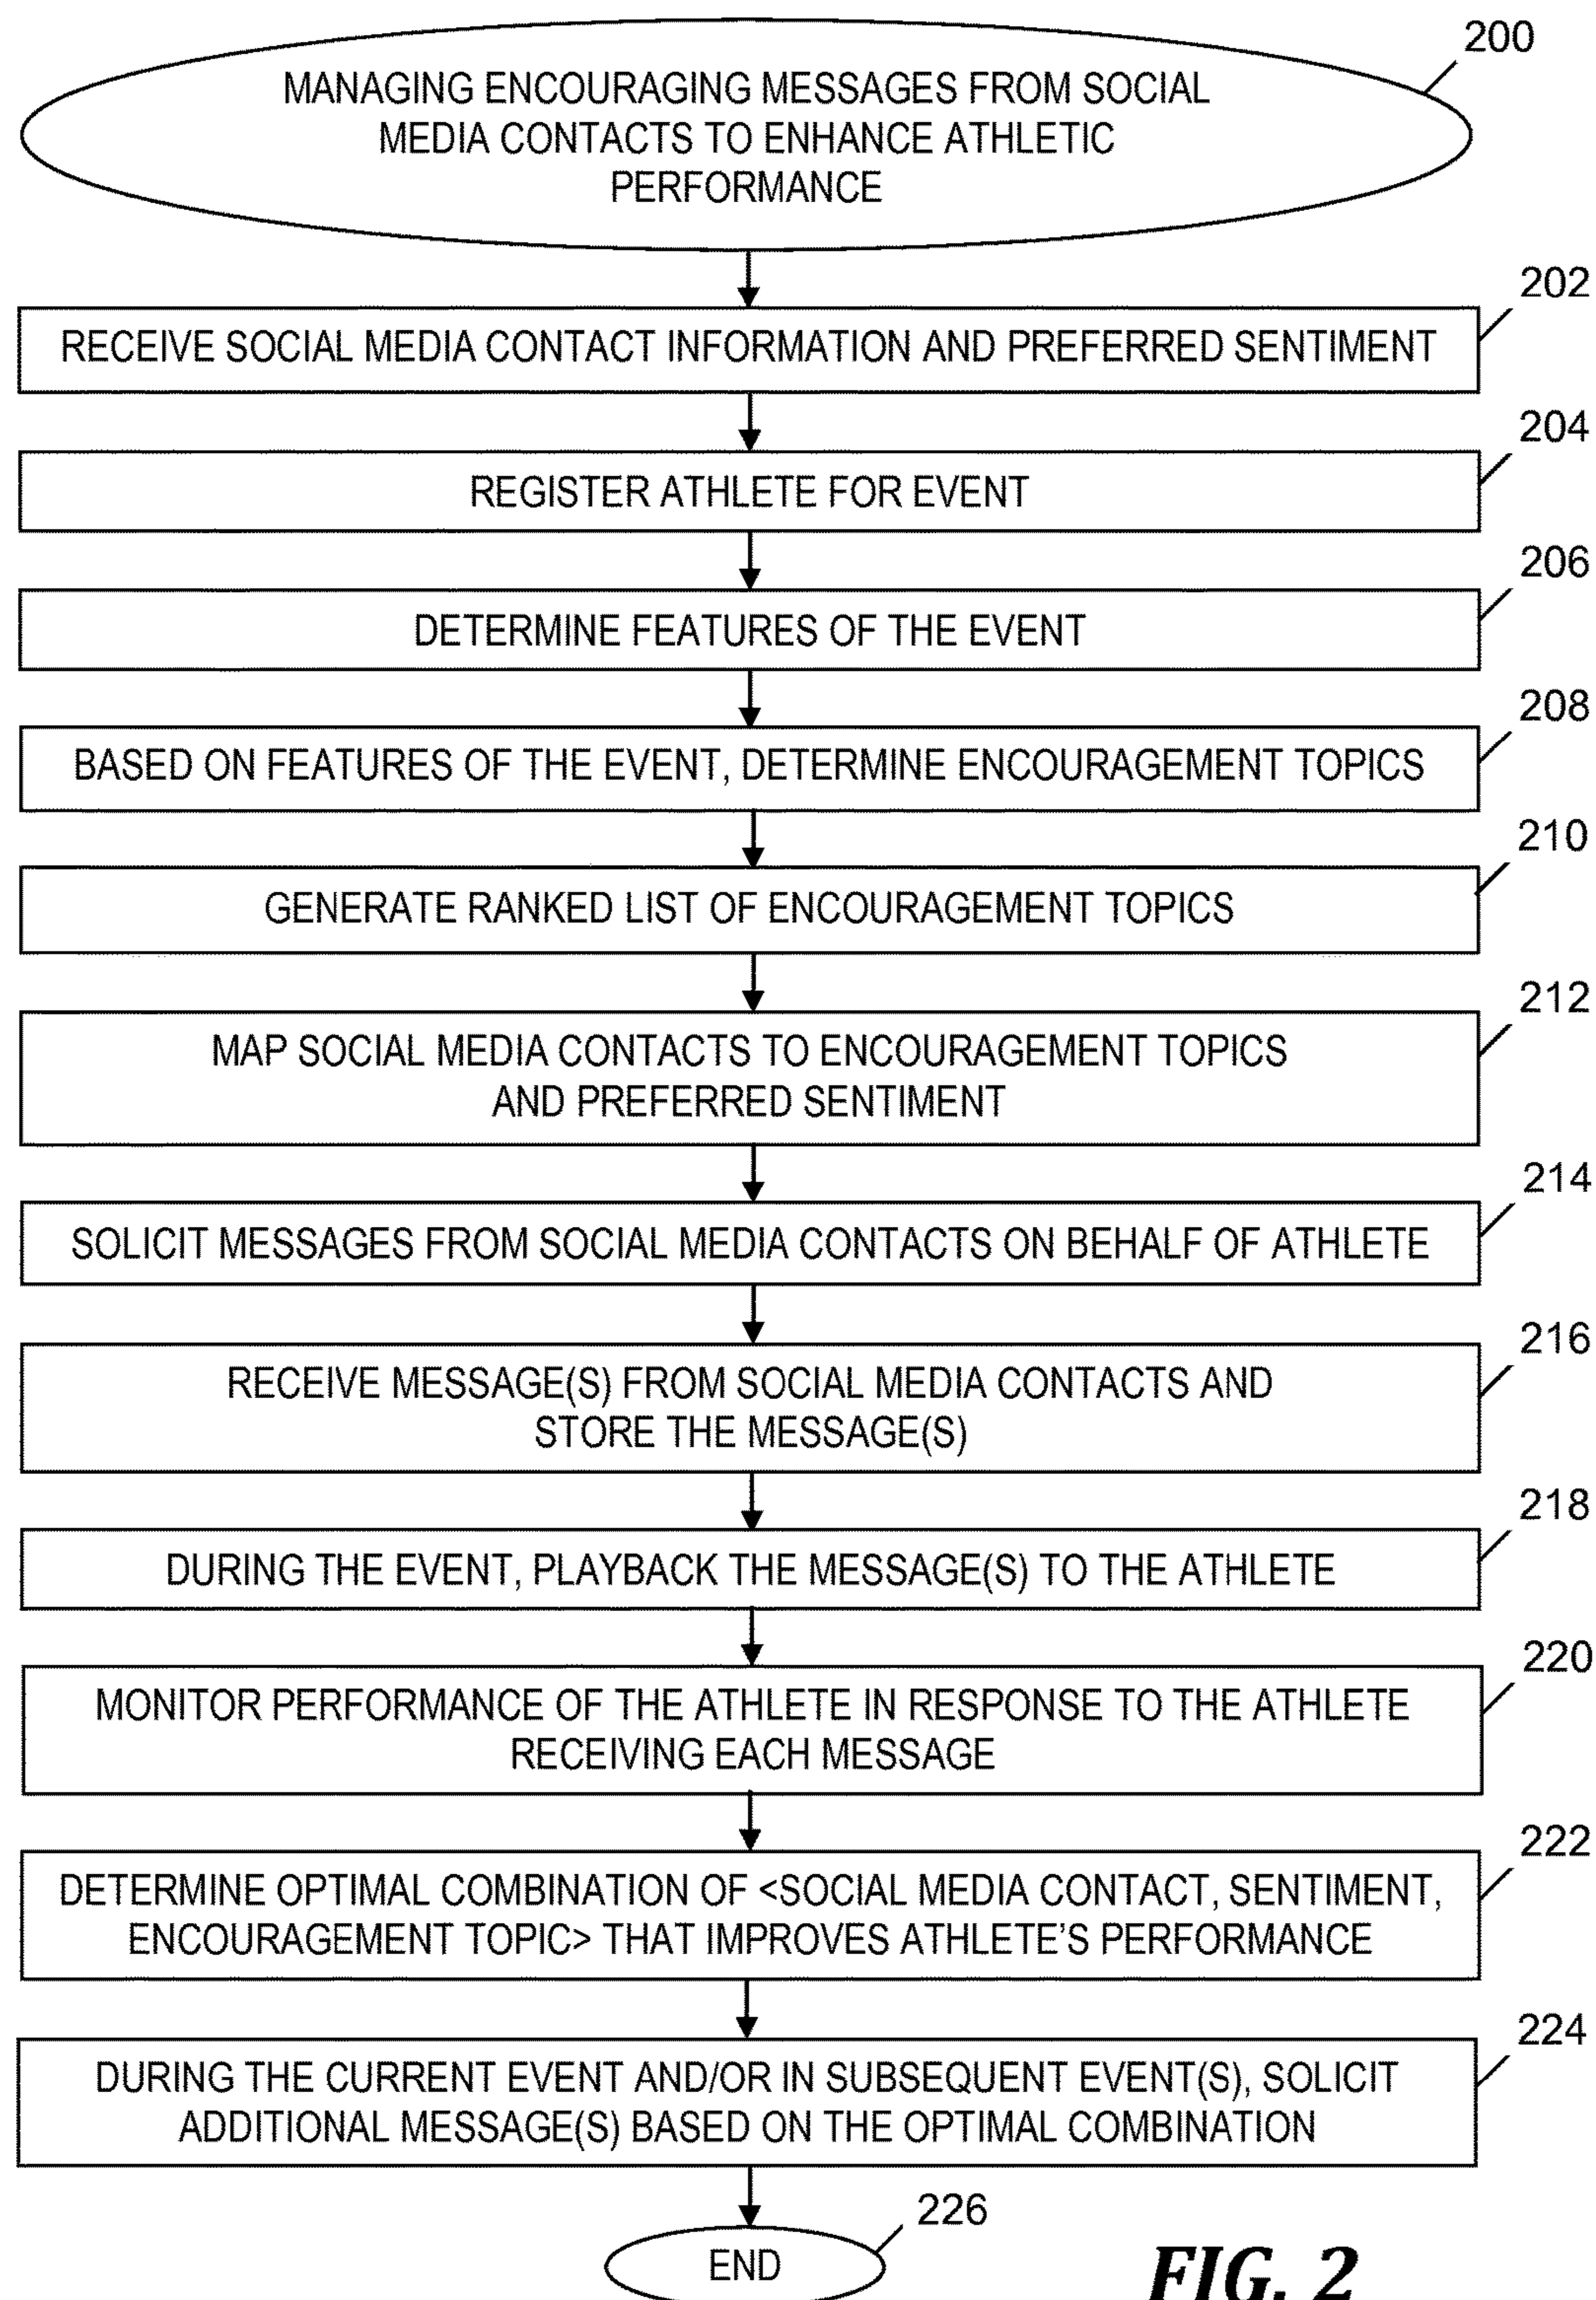 200
MANAGING ENCOURAGING MESSAGES FROM SOCIAL
MEDIA CONTACTS TO ENHANCE ATHLETIC
PERFORMANCE
202
RECEIVE SOCIAL MEDIA CONTACT INFORMATION AND PREFERRED SENTIMENT
204
REGISTER ATHLETE FOR EVENT
206
DETERMINE FEATURES OF THE EVENT
208
BASED ON FEATURES OF THE EVENT, DETERMINE ENCOURAGEMENT TOPICS
210
GENERATE RANKED LIST OF ENCOURAGEMENT TOPICS
212
MAP SOCIAL MEDIA CONTACTS TO ENCOURAGEMENT TOPICS
AND PREFERRED SENTIMENT
214
SOLICIT MESSAGES FROM SOCIAL MEDIA CONTACTS ON BEHALF OF ATHLETE
216
RECEIVE MESSAGE(S) FROM SOCIAL MEDIA CONTACTS AND
STORE THE MESSAGE(S)
218
DURING THE EVENT, PLAYBACK THE MESSAGE(S) TO THE ATHLETE
220
MONITOR PERFORMANCE OF THE ATHLETE IN RESPONSE TO THE ATHLETE
RECEIVING EACH MESSAGE
222
DETERMINE OPTIMAL COMBINATION OF <SOCIAL MEDIA CONTACT, SENTIMENT,
ENCOURAGEMENT TOPIC> THAT IMPROVES ATHLETE'S PERFORMANCE
224
DURING THE CURRENT EVENT AND/OR IN SUBSEQUENT EVENT(S), SOLICIT
ADDITIONAL MESSAGE(S) BASED ON THE OPTIMAL COMBINATION
226
END
FIG. 2